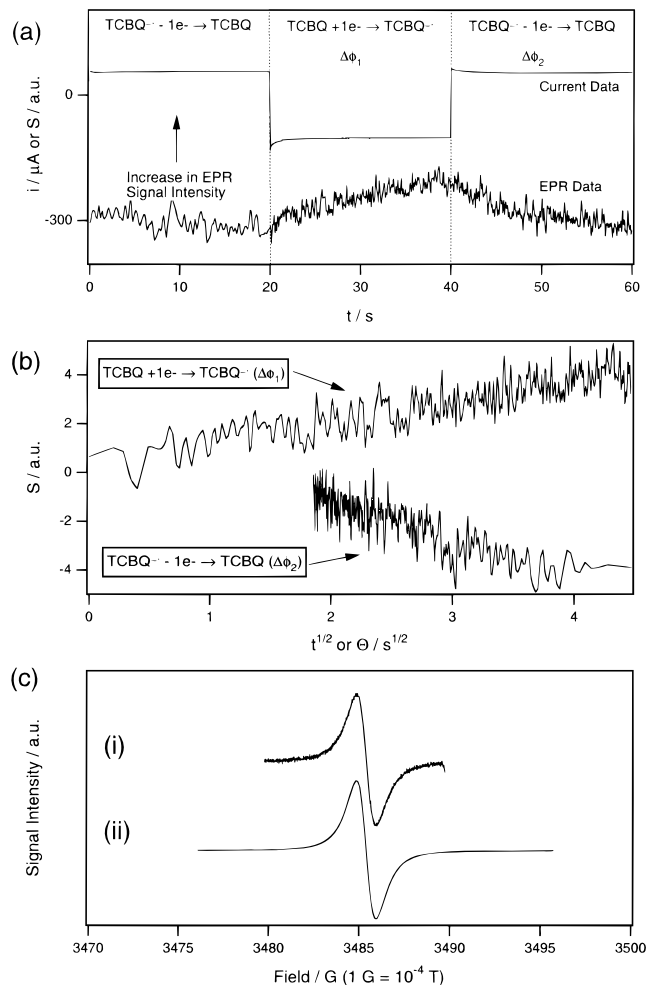 (a)
TCBQ⁻· - 1e- → TCBQ
TCBQ +1e- → TCBQ⁻·
TCBQ⁻· - 1e- → TCBQ
Δϕ₁
Δϕ₂
Current Data
0
Increase in EPR
Signal Intensity
EPR Data
-300
i / μA or S / a.u.
0 10 20 30 40 50 60
t / s
(b)
TCBQ +1e- → TCBQ⁻· (Δϕ₁)
4
2
0
-2
-4
S / a.u.
TCBQ⁻· - 1e- → TCBQ (Δϕ₂)
0 1 2 3 4
t^1/2 or Θ / s^1/2
(c)
(i)
(ii)
Signal Intensity / a.u.
3470 3475 3480 3485 3490 3495 3500
Field / G (1 G = 10⁻⁴ T)